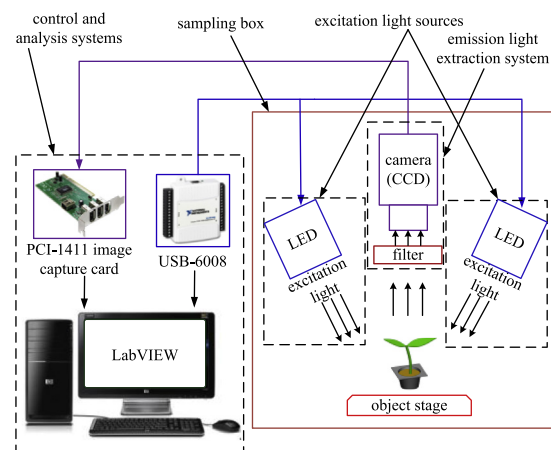 control and
analysis systems
sampling box
excitation light sources
emission light
extraction system
camera
(CCD)
LED
LED
filter
excitation
light
excitation
light
PCI-1411 image
capture card
USB-6008
LabVIEW
object stage